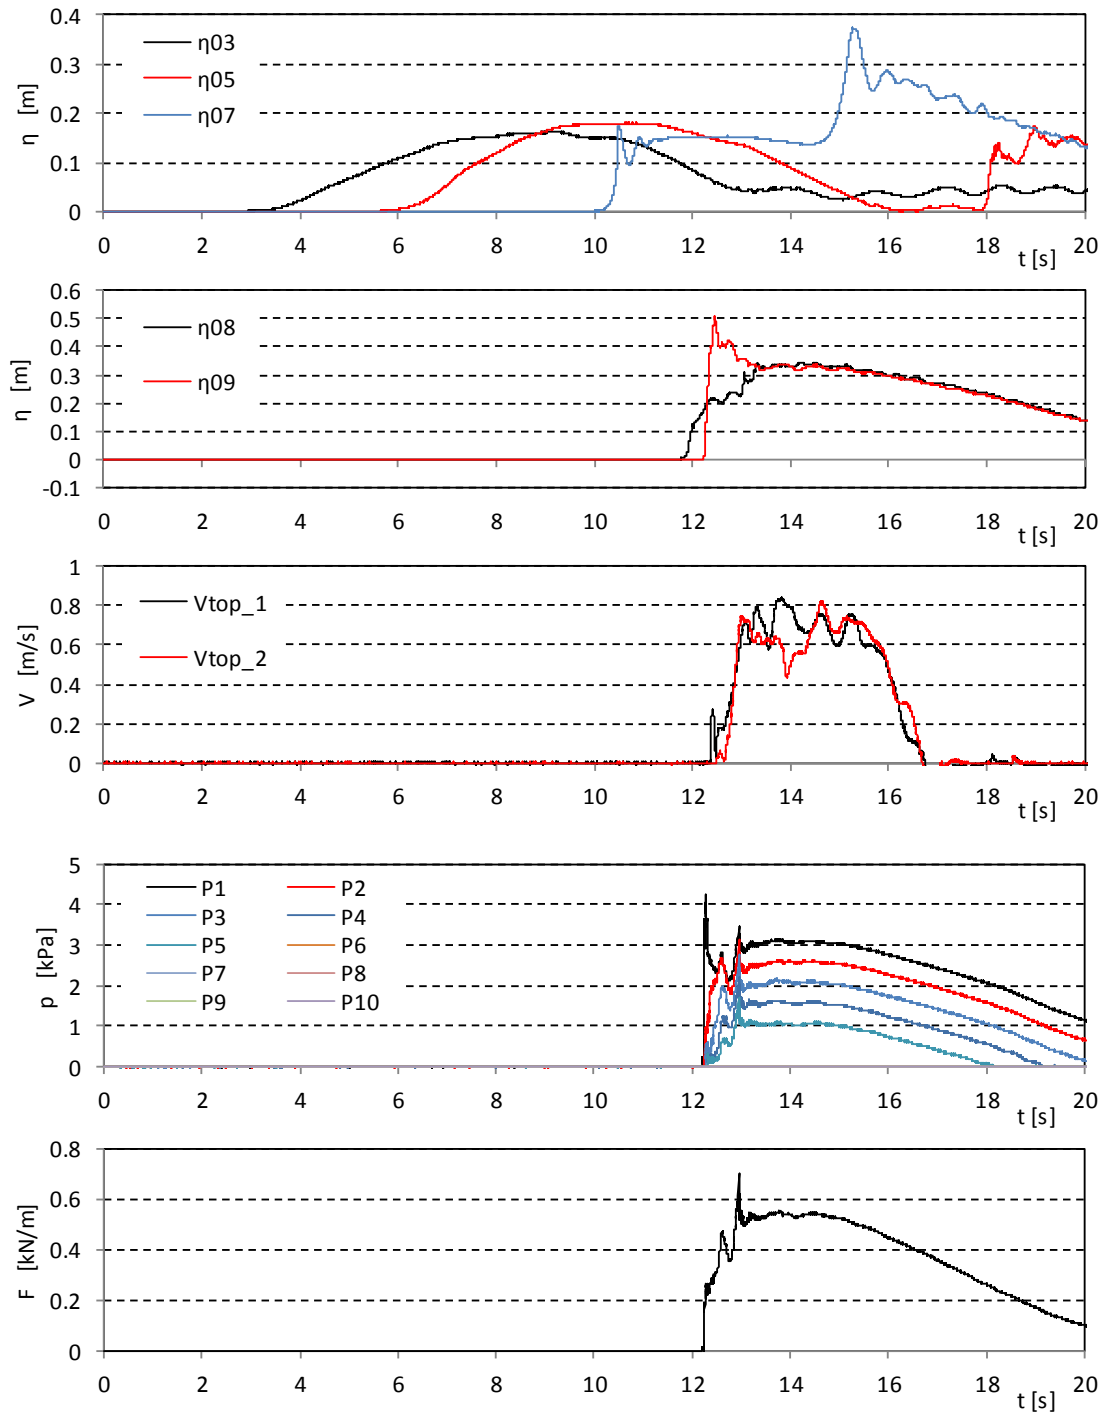 0.4
0.3
0.2
0.1
0
η [m]
η03
η05
η07
0 2 4 6 8 10 12 14 16 18 20
t [s]
0.6
0.5
0.4
0.3
0.2
0.1
0
-0.1
η [m]
η08
η09
0 2 4 6 8 10 12 14 16 18 20
t [s]
1
0.8
0.6
0.4
0.2
0
V [m/s]
Vtop_1
Vtop_2
0 2 4 6 8 10 12 14 16 18 20
t [s]
5
4
3
2
1
0
p [kPa]
P1 P2
P3 P4
P5 P6
P7 P8
P9 P10
0 2 4 6 8 10 12 14 16 18 20
t [s]
0.8
0.6
0.4
0.2
0
F [kN/m]
0 2 4 6 8 10 12 14 16 18 20
t [s]